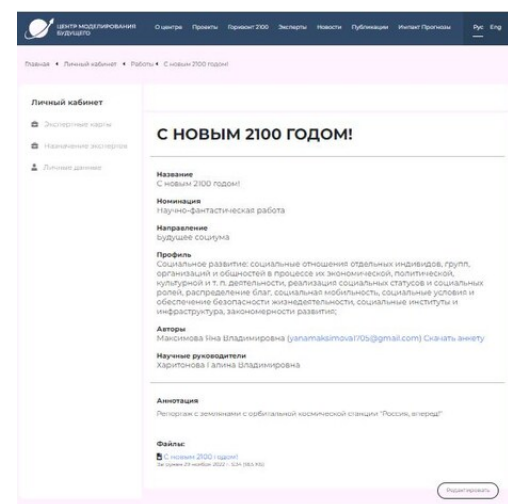 ЦЕНТР МОДЕЛИРОВАНИЯ
БУДУЩЕГО
О центре Проекты Горизонт 2100 Эксперты Новости Публикации Импакт Прогнозы Рус Eng
Главная • Личный кабинет • Работы • С новым 2100 годом!
Личный кабинет
Экспертные карты
Назначение экспертов
Личные данные
С НОВЫМ 2100 ГОДОМ!
Название
С новым 2100 годом!
Номинация
Научно-фантастическая работа
Направление
Будущее социума
Профиль
Социальное развитие: социальные отношения отдельных индивидов, групп,
организаций и общностей в процессе их экономической, политической,
культурной и т. п. деятельности, реализация социальных статусов и социальных
ролей, распределение благ, социальная мобильность, социальные условия и
обеспечение безопасности жизнедеятельности, социальные институты и
инфраструктура, закономерности развития;
Авторы
Максимова Яна Владимировна (yanamaksimova1705@gmail.com) Скачать анкету
Научные руководители
Харитонова Галина Владимировна
Аннотация
Репортаж с землянами с орбитальной космической станции "Россия, вперед!"
Файлы:
С новым 2100 годом!
Загружен 29 ноября 2022 г.
Редактировать